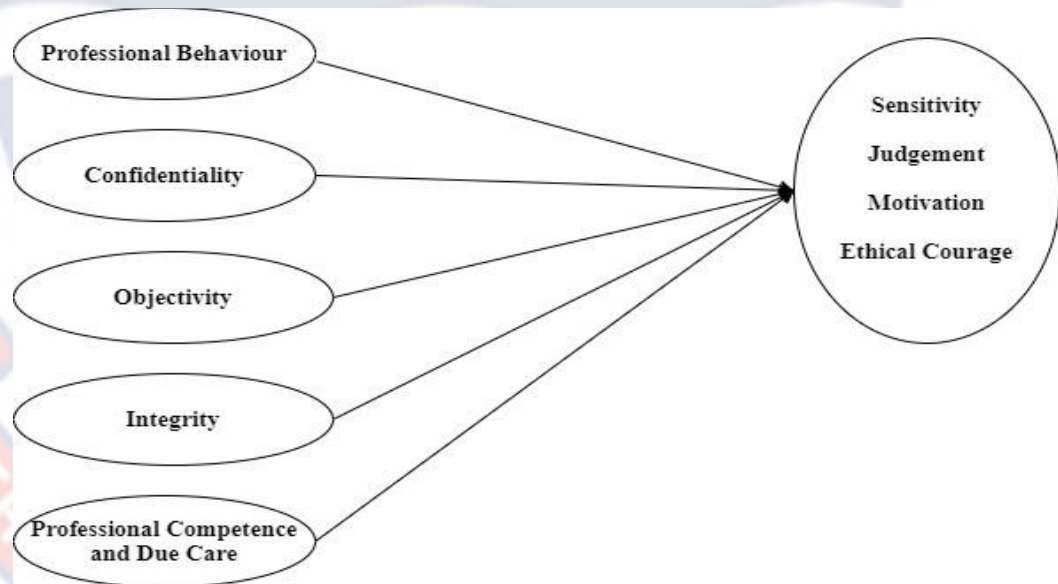 Professional Behaviour
Confidentiality
Objectivity
Integrity
Professional Competence
and Due Care
Sensitivity
Judgement
Motivation
Ethical Courage